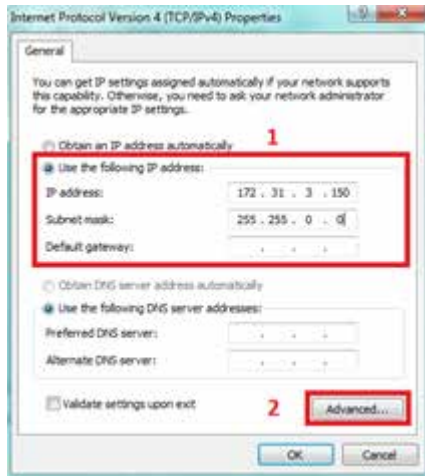 Internet Protocol Version 4 (TCP/IPv4) Properties
General
You can get IP settings assigned automatically if your network supports
this capability. Otherwise, you need to ask your network administrator
for the appropriate IP settings.
1
Obtain an IP address automatically
Use the following IP address:
IP address: 172 . 31 . 3 . 150
Subnet mask: 255 . 255 . 0 . 0
Default gateway: . . .
Obtain DNS server address automatically
Use the following DNS server addresses:
Preferred DNS server: . . .
Alternate DNS server: . . .
Validate settings upon exit
2
Advanced...
OK Cancel